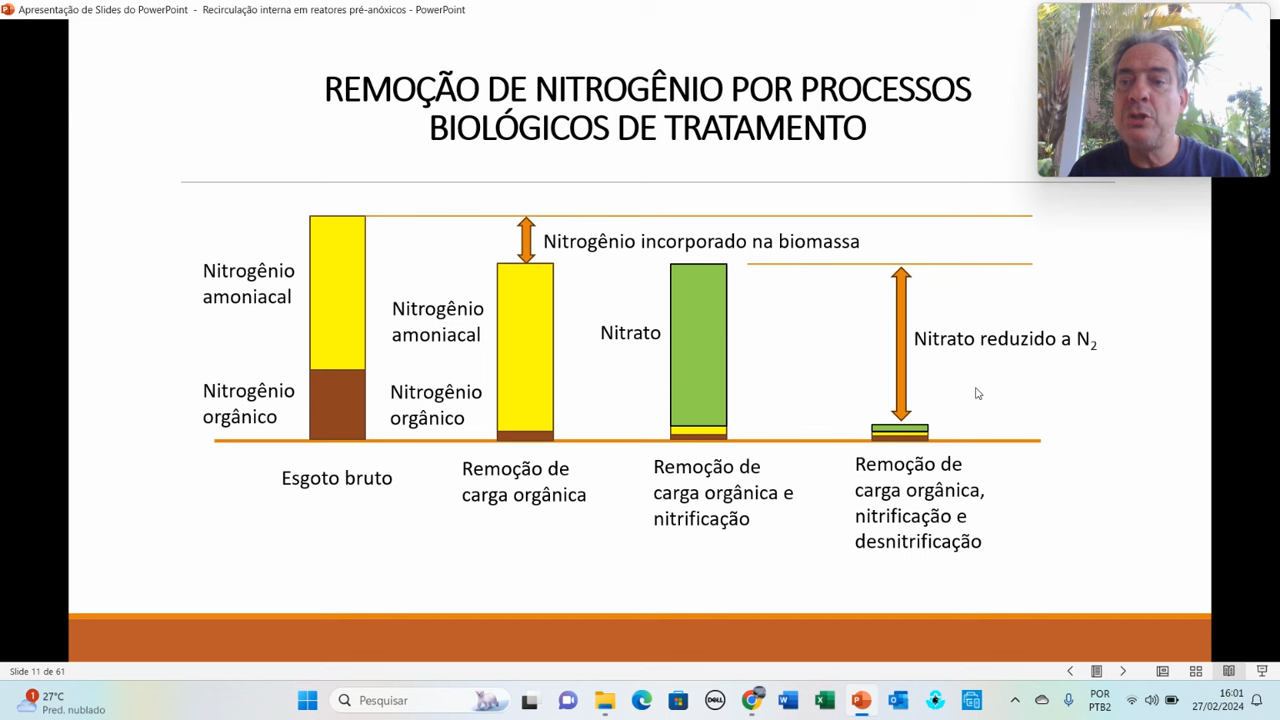 Apresentação de Slides do PowerPoint - Recirculação interna em reatores pré-anóxicos - PowerPoint
REMOÇÃO DE NITROGÊNIO POR PROCESSOS
BIOLÓGICOS DE TRATAMENTO
Nitrogênio incorporado na biomassa
Nitrogênio
amoniacal
Nitrogênio
amoniacal
Nitrato
Nitrato reduzido a N₂
Nitrogênio
orgânico
Nitrogênio
orgânico
Esgoto bruto
Remoção de
carga orgânica
Remoção de
carga orgânica e
nitrificação
Remoção de
carga orgânica,
nitrificação e
desnitrificação
Slide 11 de 61
1
27°C
Pred. nublado
Pesquisar
DELL
POR
PTB2
16:01
27/02/2024